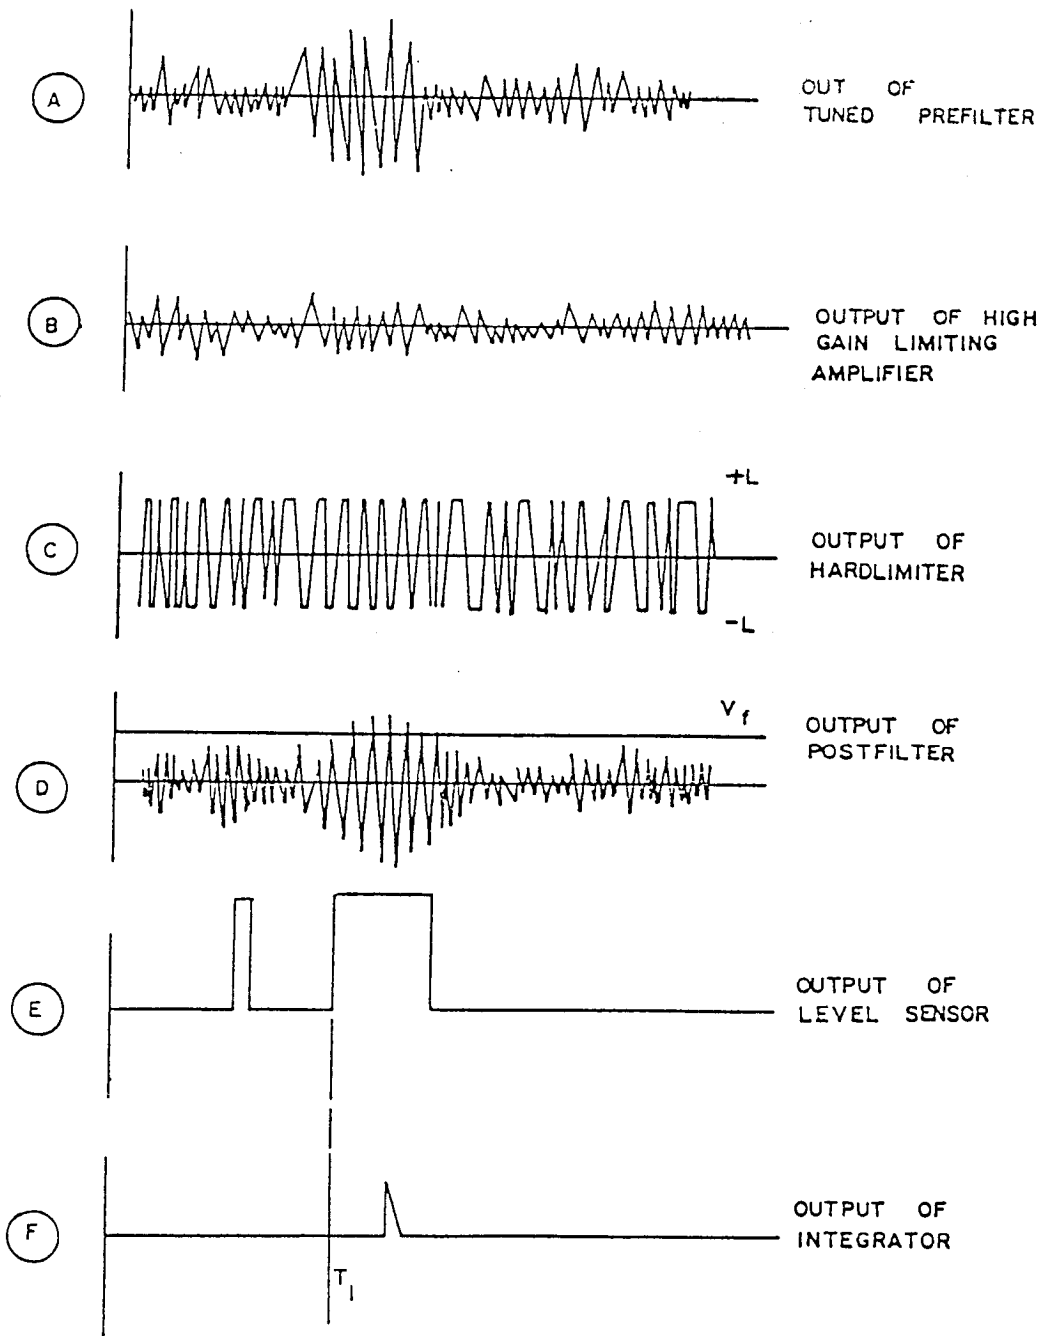 A
OUT OF
TUNED PREFILTER
B
OUTPUT OF HIGH
GAIN LIMITING
AMPLIFIER
C
+L
OUTPUT OF
HARDLIMITER
-L
D
Vf
OUTPUT OF
POSTFILTER
E
OUTPUT OF
LEVEL SENSOR
F
OUTPUT OF
INTEGRATOR
T1